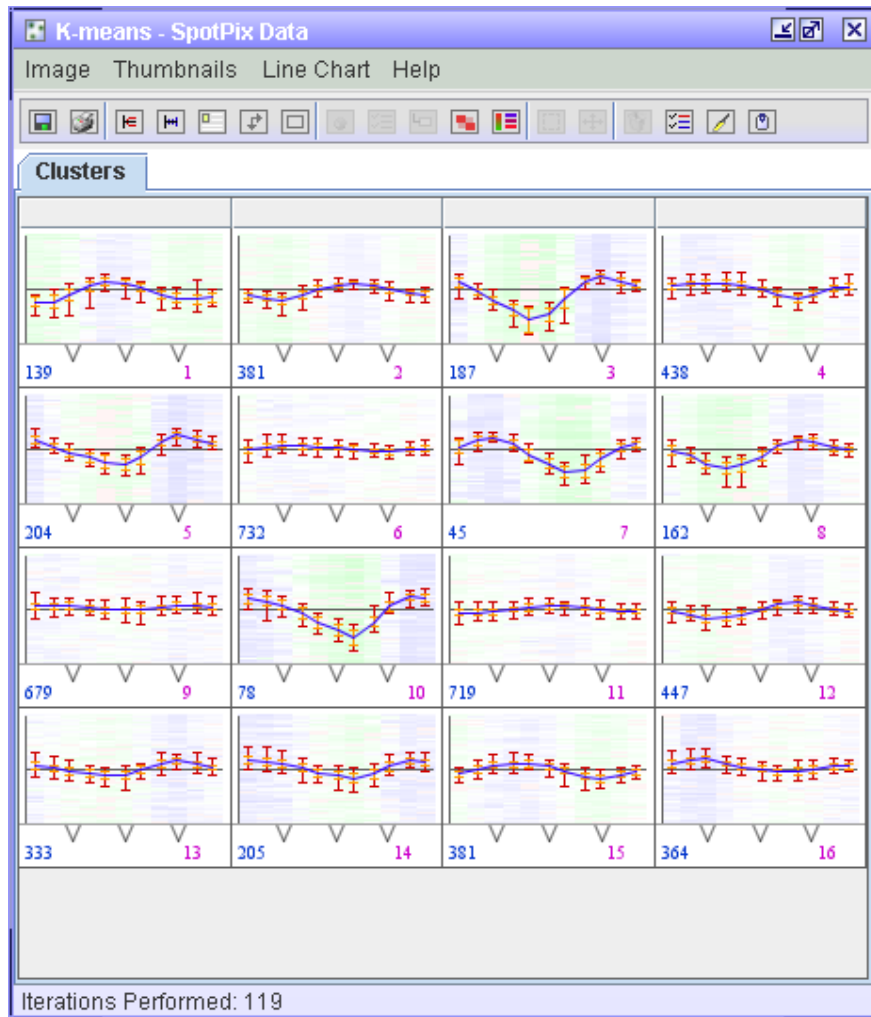 K-means - SpotPix Data
Image Thumbnails Line Chart Help
Clusters
139 1 381 2 187 3 438 4
204 5 732 6 45 7 162 8
679 9 78 10 719 11 447 12
333 13 205 14 381 15 364 16
Iterations Performed: 119